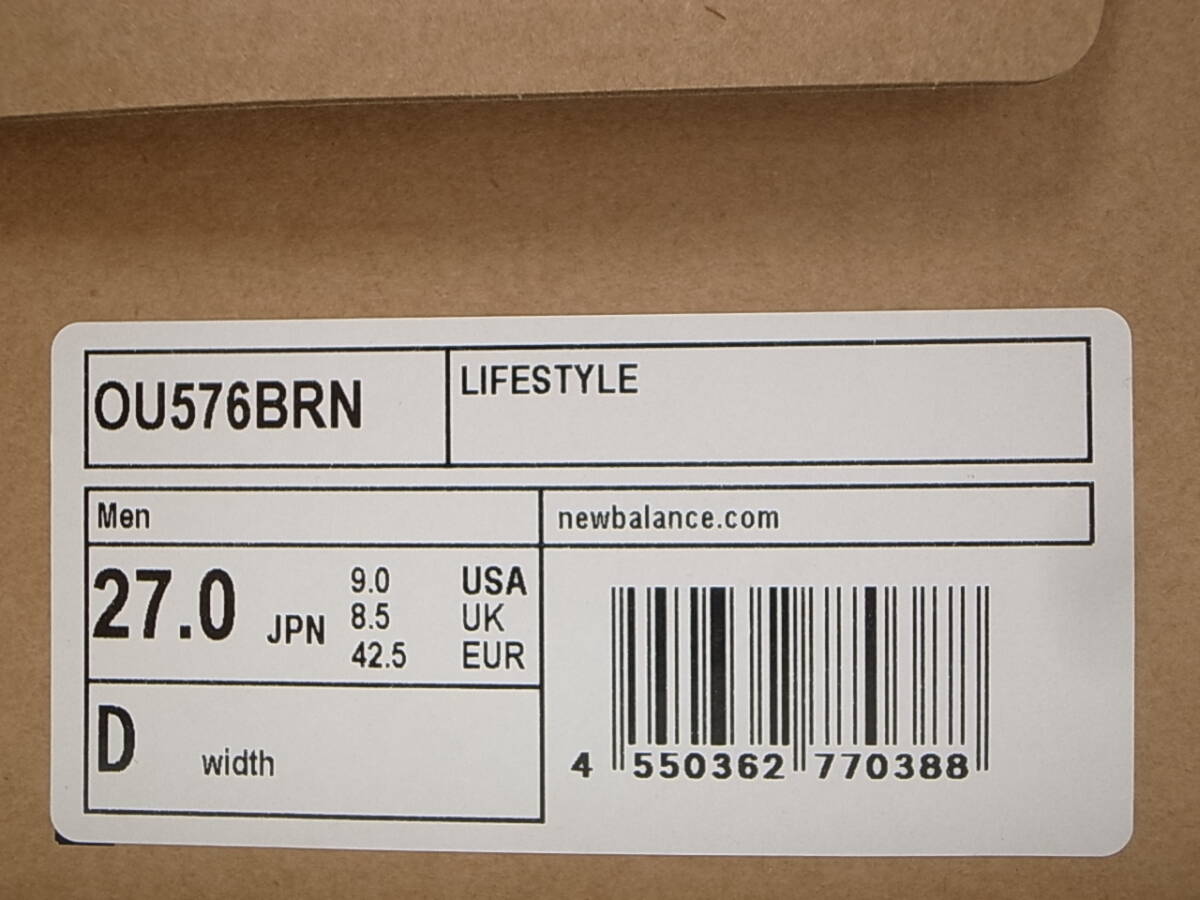 OU576BRN
LIFESTYLE
Men
newbalance.com
27.0 JPN
9.0 USA
8.5 UK
42.5 EUR
D width
4 550362 770388